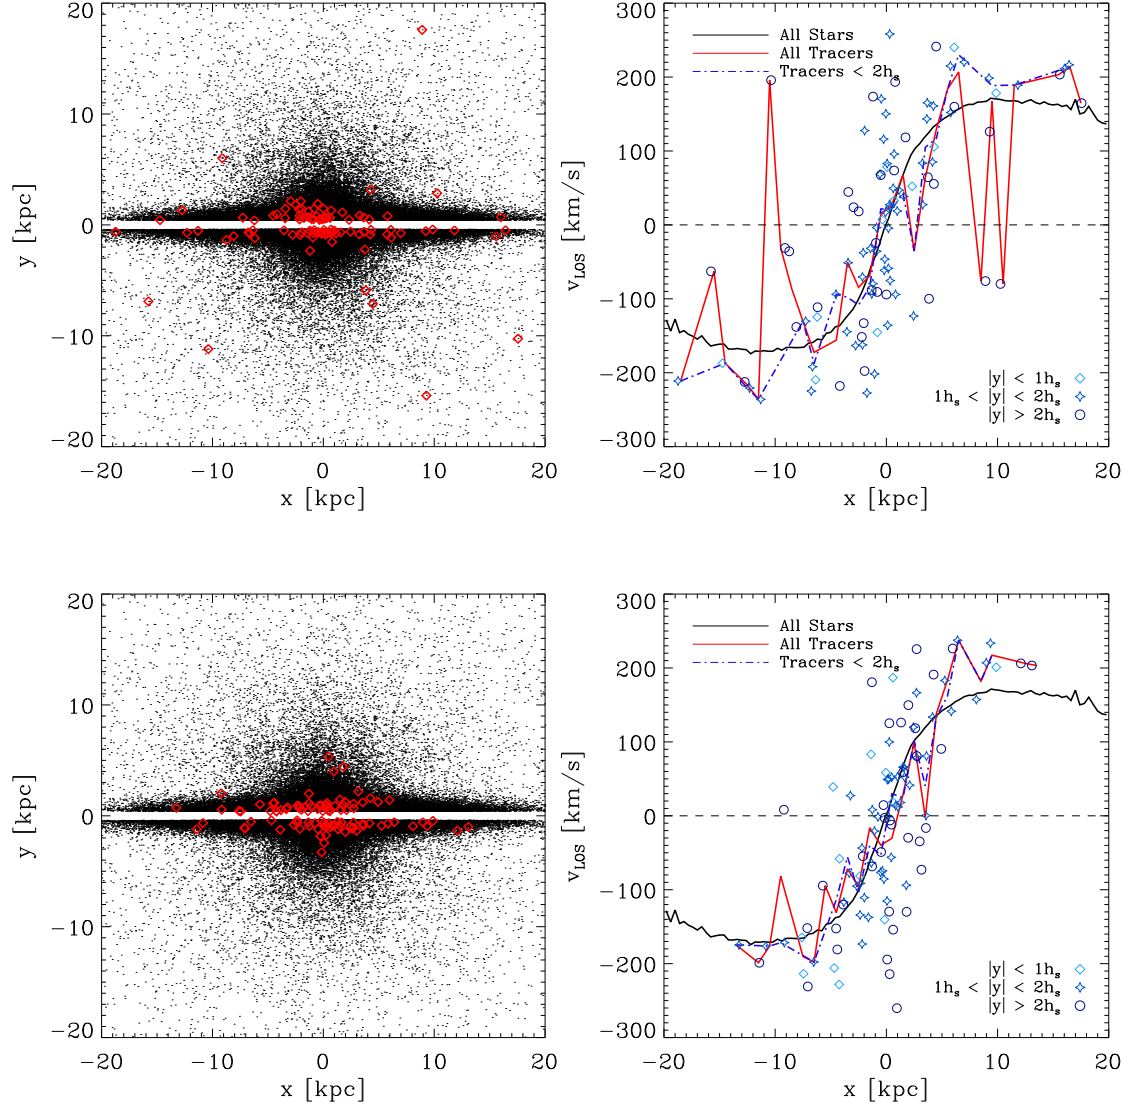 20
10
0
−10
−20
y [kpc]
−20 −10 0 10 20
x [kpc]
300
200
100
0
−100
−200
−300
v_LOS [km/s]
All Stars
All Tracers
Tracers < 2h_s
|y| < 1h_s
1h_s < |y| < 2h_s
|y| > 2h_s
−20 −10 0 10 20
x [kpc]
20
10
0
−10
−20
y [kpc]
−20 −10 0 10 20
x [kpc]
300
200
100
0
−100
−200
−300
v_LOS [km/s]
All Stars
All Tracers
Tracers < 2h_s
|y| < 1h_s
1h_s < |y| < 2h_s
|y| > 2h_s
−20 −10 0 10 20
x [kpc]